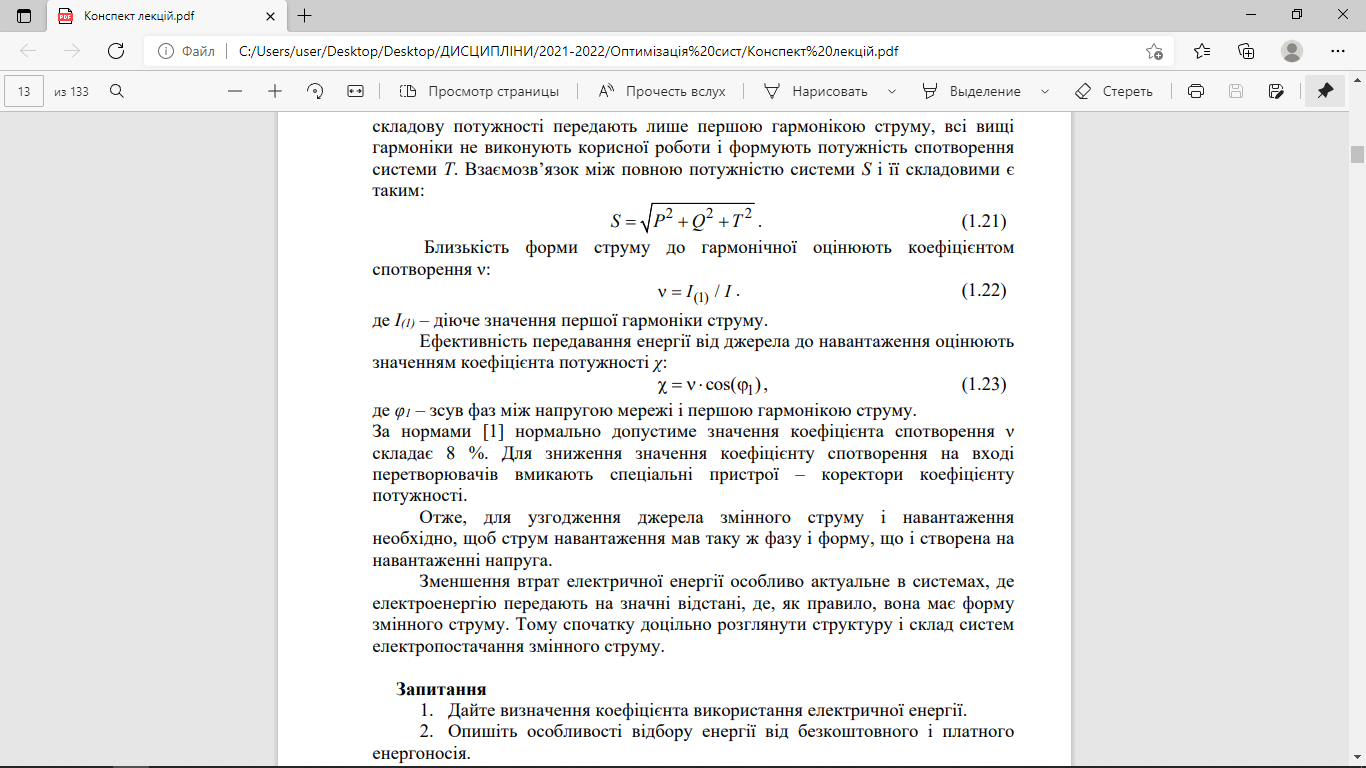 Конспект лекцій.pdf
Файл
C:/Users/user/Desktop/Desktop/ДИСЦИПЛІНИ/2021-2022/Оптимізація%20сист/Конспект%20лекцій.pdf
13 из 133 Просмотр страницы Прочесть вслух Нарисовать Выделение Стереть
складову потужності передають лише першою гармонікою струму, всі вищі
гармоніки не виконують корисної роботи і формують потужність спотворення
системи T. Взаємозв’язок між повною потужністю системи S і її складовими є
таким:
S = √P² + Q² + T² . (1.21)
Близькість форми струму до гармонічної оцінюють коефіцієнтом
спотворення ν:
ν = I(1) / I . (1.22)
де I(1) – діюче значення першої гармоніки струму.
Ефективність передавання енергії від джерела до навантаження оцінюють
значенням коефіцієнта потужності χ:
χ = ν · cos(φ₁) , (1.23)
де φ₁ – зсув фаз між напругою мережі і першою гармонікою струму.
За нормами [1] нормально допустиме значення коефіцієнта спотворення ν
складає 8 %. Для зниження значення коефіцієнту спотворення на вході
перетворювачів вмикають спеціальні пристрої – коректори коефіцієнту
потужності.
Отже, для узгодження джерела змінного струму і навантаження
необхідно, щоб струм навантаження мав таку ж фазу і форму, що і створена на
навантаженні напруга.
Зменшення втрат електричної енергії особливо актуальне в системах, де
електроенергію передають на значні відстані, де, як правило, вона має форму
змінного струму. Тому спочатку доцільно розглянути структуру і склад систем
електропостачання змінного струму.
Запитання
1. Дайте визначення коефіцієнта використання електричної енергії.
2. Опишіть особливості відбору енергії від безкоштовного і платного
енергоносія.